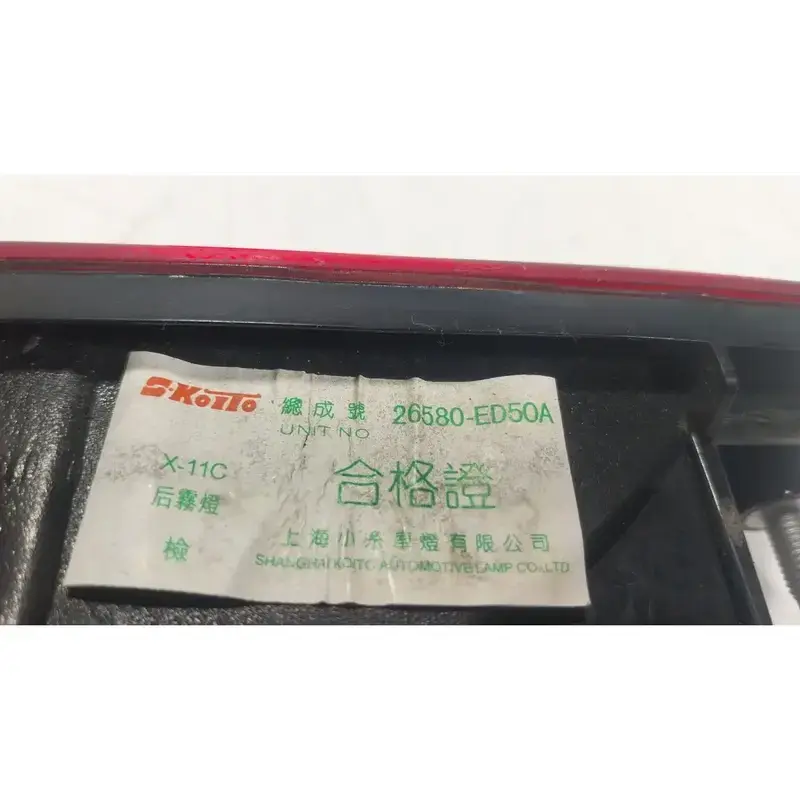 S-KOITO 總成號 26580-ED50A
UNIT NO
X-11C 合格證
后霧燈
檢 上海小糸車燈有限公司
SHANGHAI KOITO AUTOMOTIVE LAMP CO.,LTD